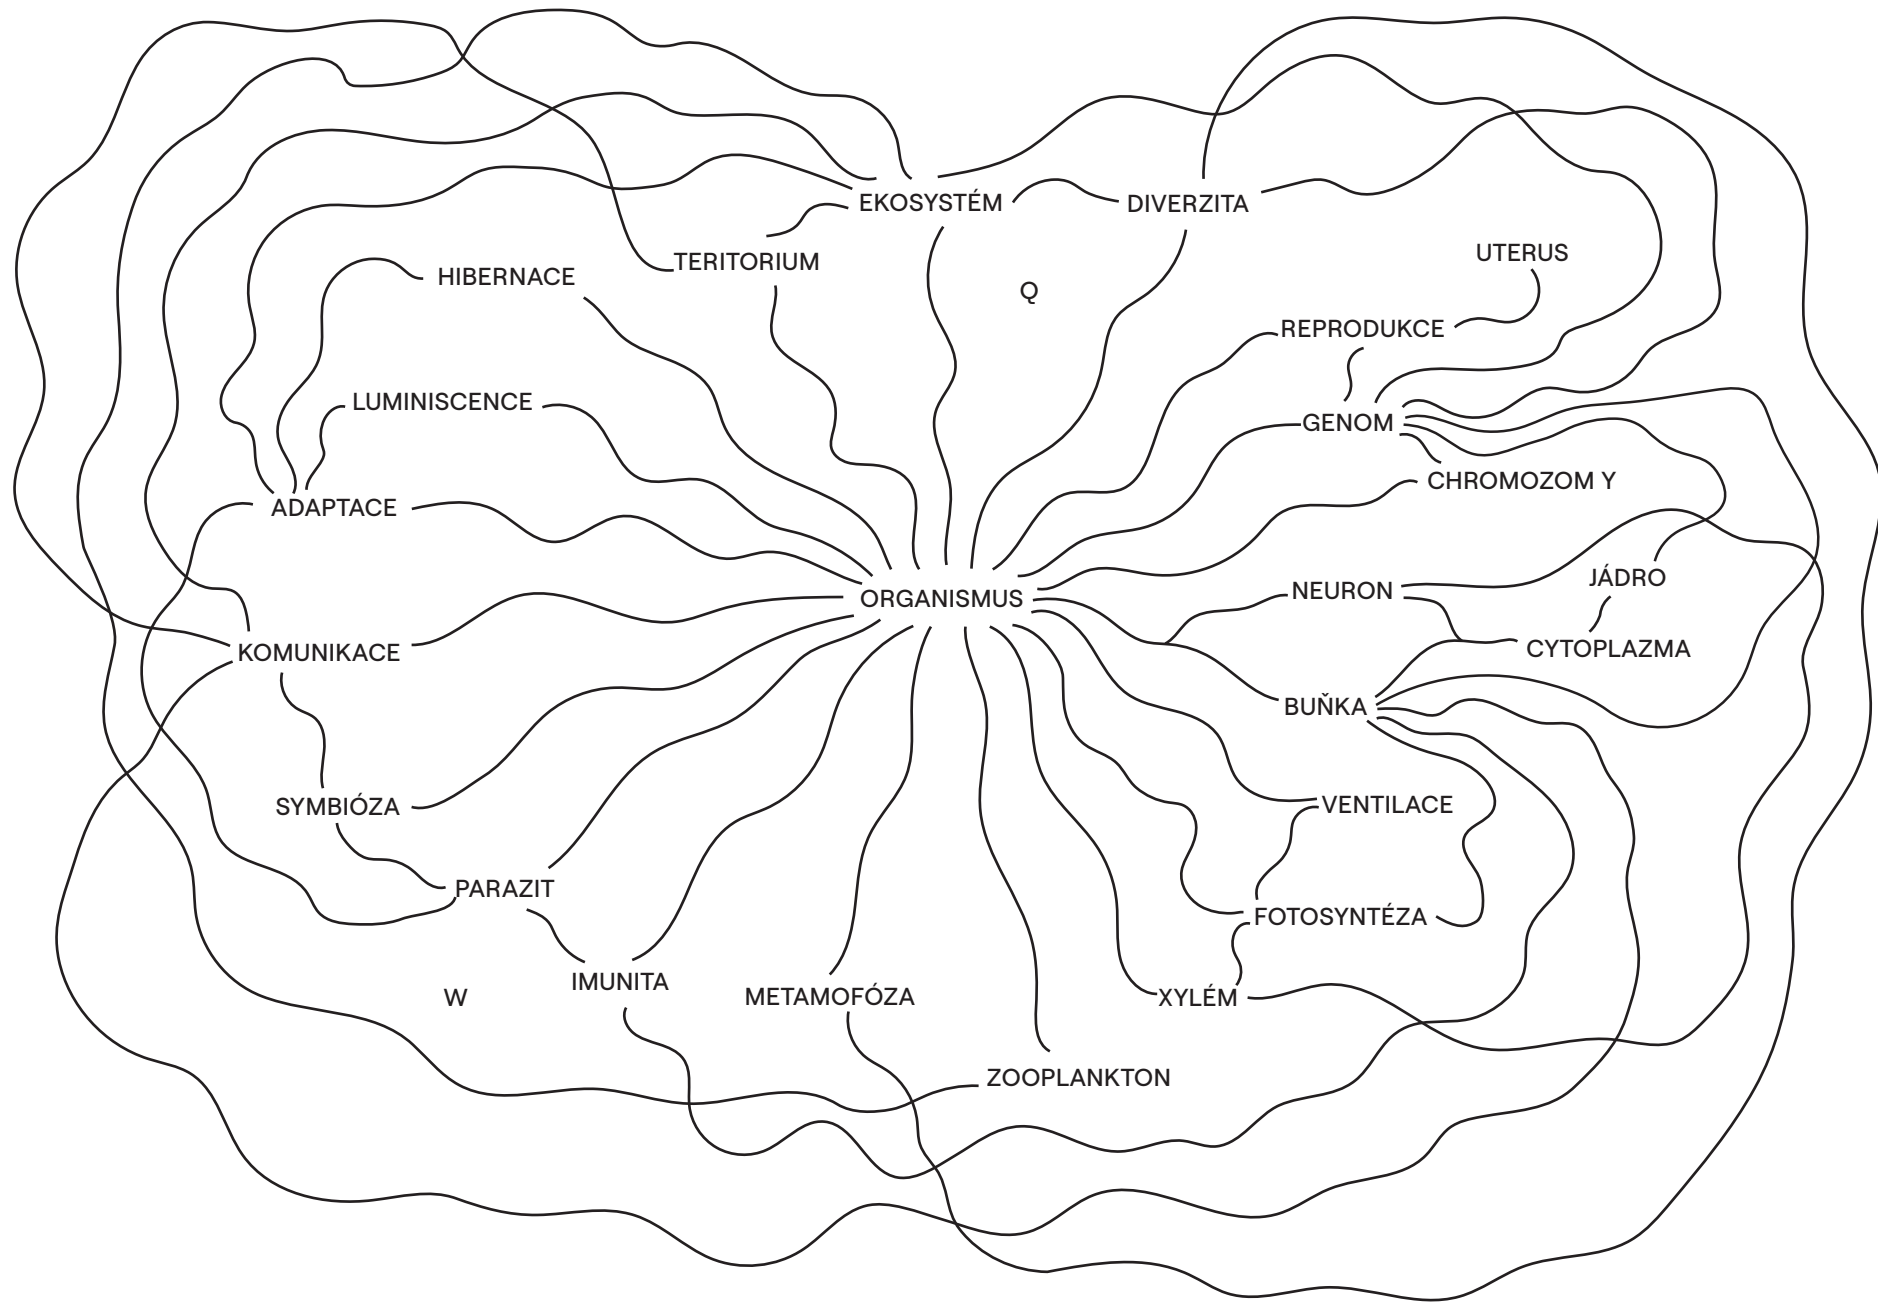 EKOSYSTÉM
DIVERZITA
UTERUS
TERITORIUM
HIBERNACE
Q
REPRODUKCE
LUMINISCENCE
GENOM
CHROMOZOM Y
ADAPTACE
JÁDRO
NEURON
ORGANISMUS
CYTOPLAZMA
KOMUNIKACE
BUŇKA
SYMBIÓZA
VENTILACE
PARAZIT
FOTOSYNTÉZA
IMUNITA
W
METAMOFÓZA
XYLÉM
ZOOPLANKTON